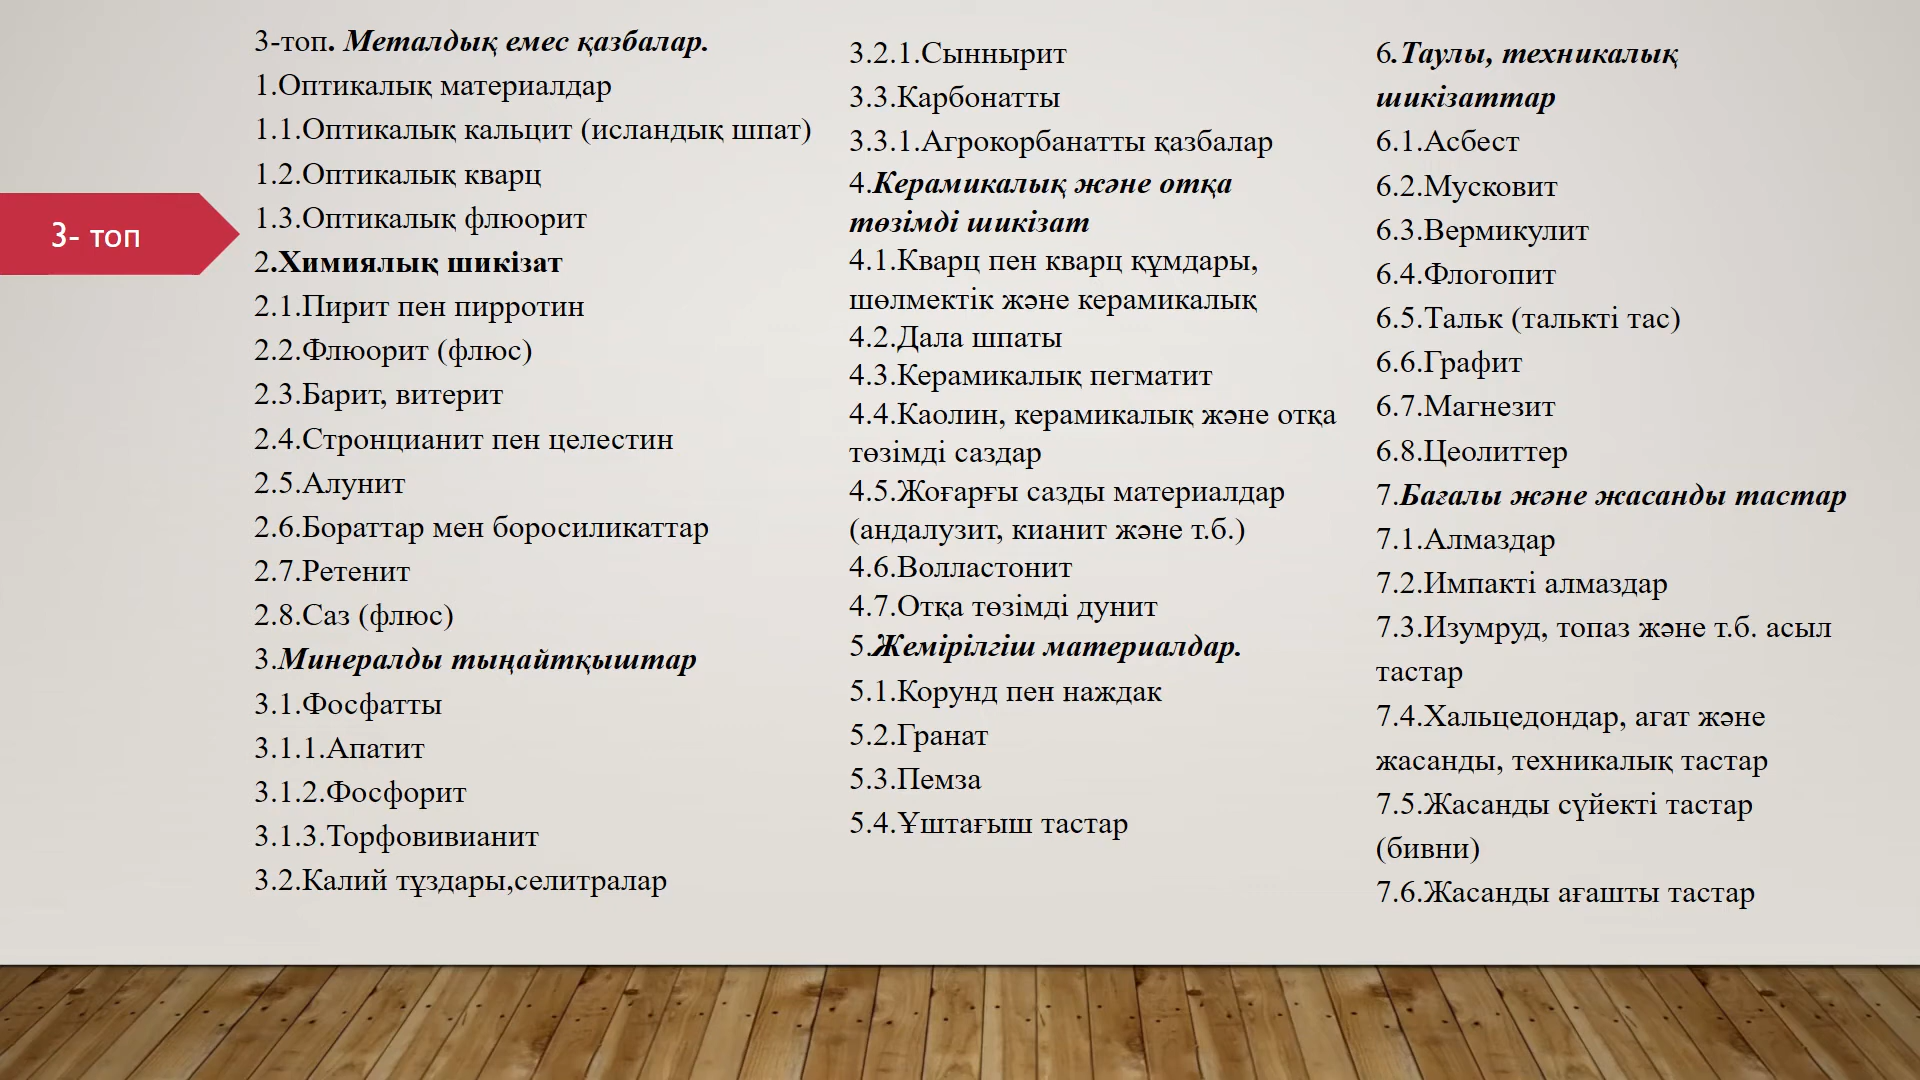 3- топ
3-топ. Металдық емес қазбалар.
1.Оптикалық материалдар
1.1.Оптикалық кальцит (исландық шпат)
1.2.Оптикалық кварц
1.3.Оптикалық флюорит
2.Химиялық шикізат
2.1.Пирит пен пирротин
2.2.Флюорит (флюс)
2.3.Барит, витерит
2.4.Стронцианит пен целестин
2.5.Алунит
2.6.Бораттар мен боросиликаттар
2.7.Ретенит
2.8.Саз (флюс)
3.Минералды тыңайтқыштар
3.1.Фосфатты
3.1.1.Апатит
3.1.2.Фосфорит
3.1.3.Торфовивианит
3.2.Калий тұздары,селитралар
3.2.1.Сыннырит
3.3.Карбонатты
3.3.1.Агрокорбанатты қазбалар
4.Керамикалық және отқа
төзімді шикізат
4.1.Кварц пен кварц құмдары,
шөлмектік және керамикалық
4.2.Дала шпаты
4.3.Керамикалық пегматит
4.4.Каолин, керамикалық және отқа
төзімді саздар
4.5.Жоғарғы сазды материалдар
(андалузит, кианит және т.б.)
4.6.Волластонит
4.7.Отқа төзімді дунит
5.Жемірілгіш материалдар.
5.1.Корунд пен наждак
5.2.Гранат
5.3.Пемза
5.4.Ұштағыш тастар
6.Таулы, техникалық
шикізаттар
6.1.Асбест
6.2.Мусковит
6.3.Вермикулит
6.4.Флогопит
6.5.Тальк (талькті тас)
6.6.Графит
6.7.Магнезит
6.8.Цеолиттер
7.Бағалы және жасанды тастар
7.1.Алмаздар
7.2.Импакті алмаздар
7.3.Изумруд, топаз және т.б. асыл
тастар
7.4.Хальцедондар, агат және
жасанды, техникалық тастар
7.5.Жасанды сүйекті тастар
(бивни)
7.6.Жасанды ағашты тастар